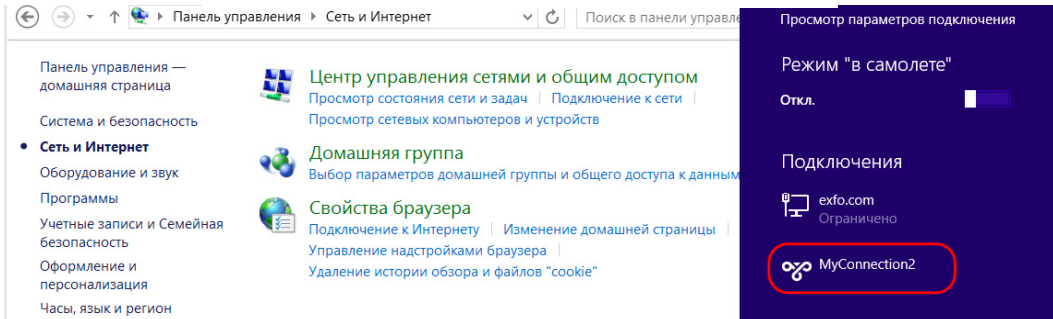 Панель управления ▸ Сеть и Интернет
Поиск в панели управле
Панель управления —
домашняя страница
Система и безопасность
Сеть и Интернет
Оборудование и звук
Программы
Учетные записи и Семейная
безопасность
Оформление и
персонализация
Часы, язык и регион
Центр управления сетями и общим доступом
Просмотр состояния сети и задач | Подключение к сети |
Просмотр сетевых компьютеров и устройств
Домашняя группа
Выбор параметров домашней группы и общего доступа к данным
Свойства браузера
Подключение к Интернету | Изменение домашней страницы |
Управление надстройками браузера |
Удаление истории обзора и файлов "cookie"
Просмотр параметров подключения
Режим "в самолете"
Откл.
Подключения
exfo.com
Ограничено
MyConnection2